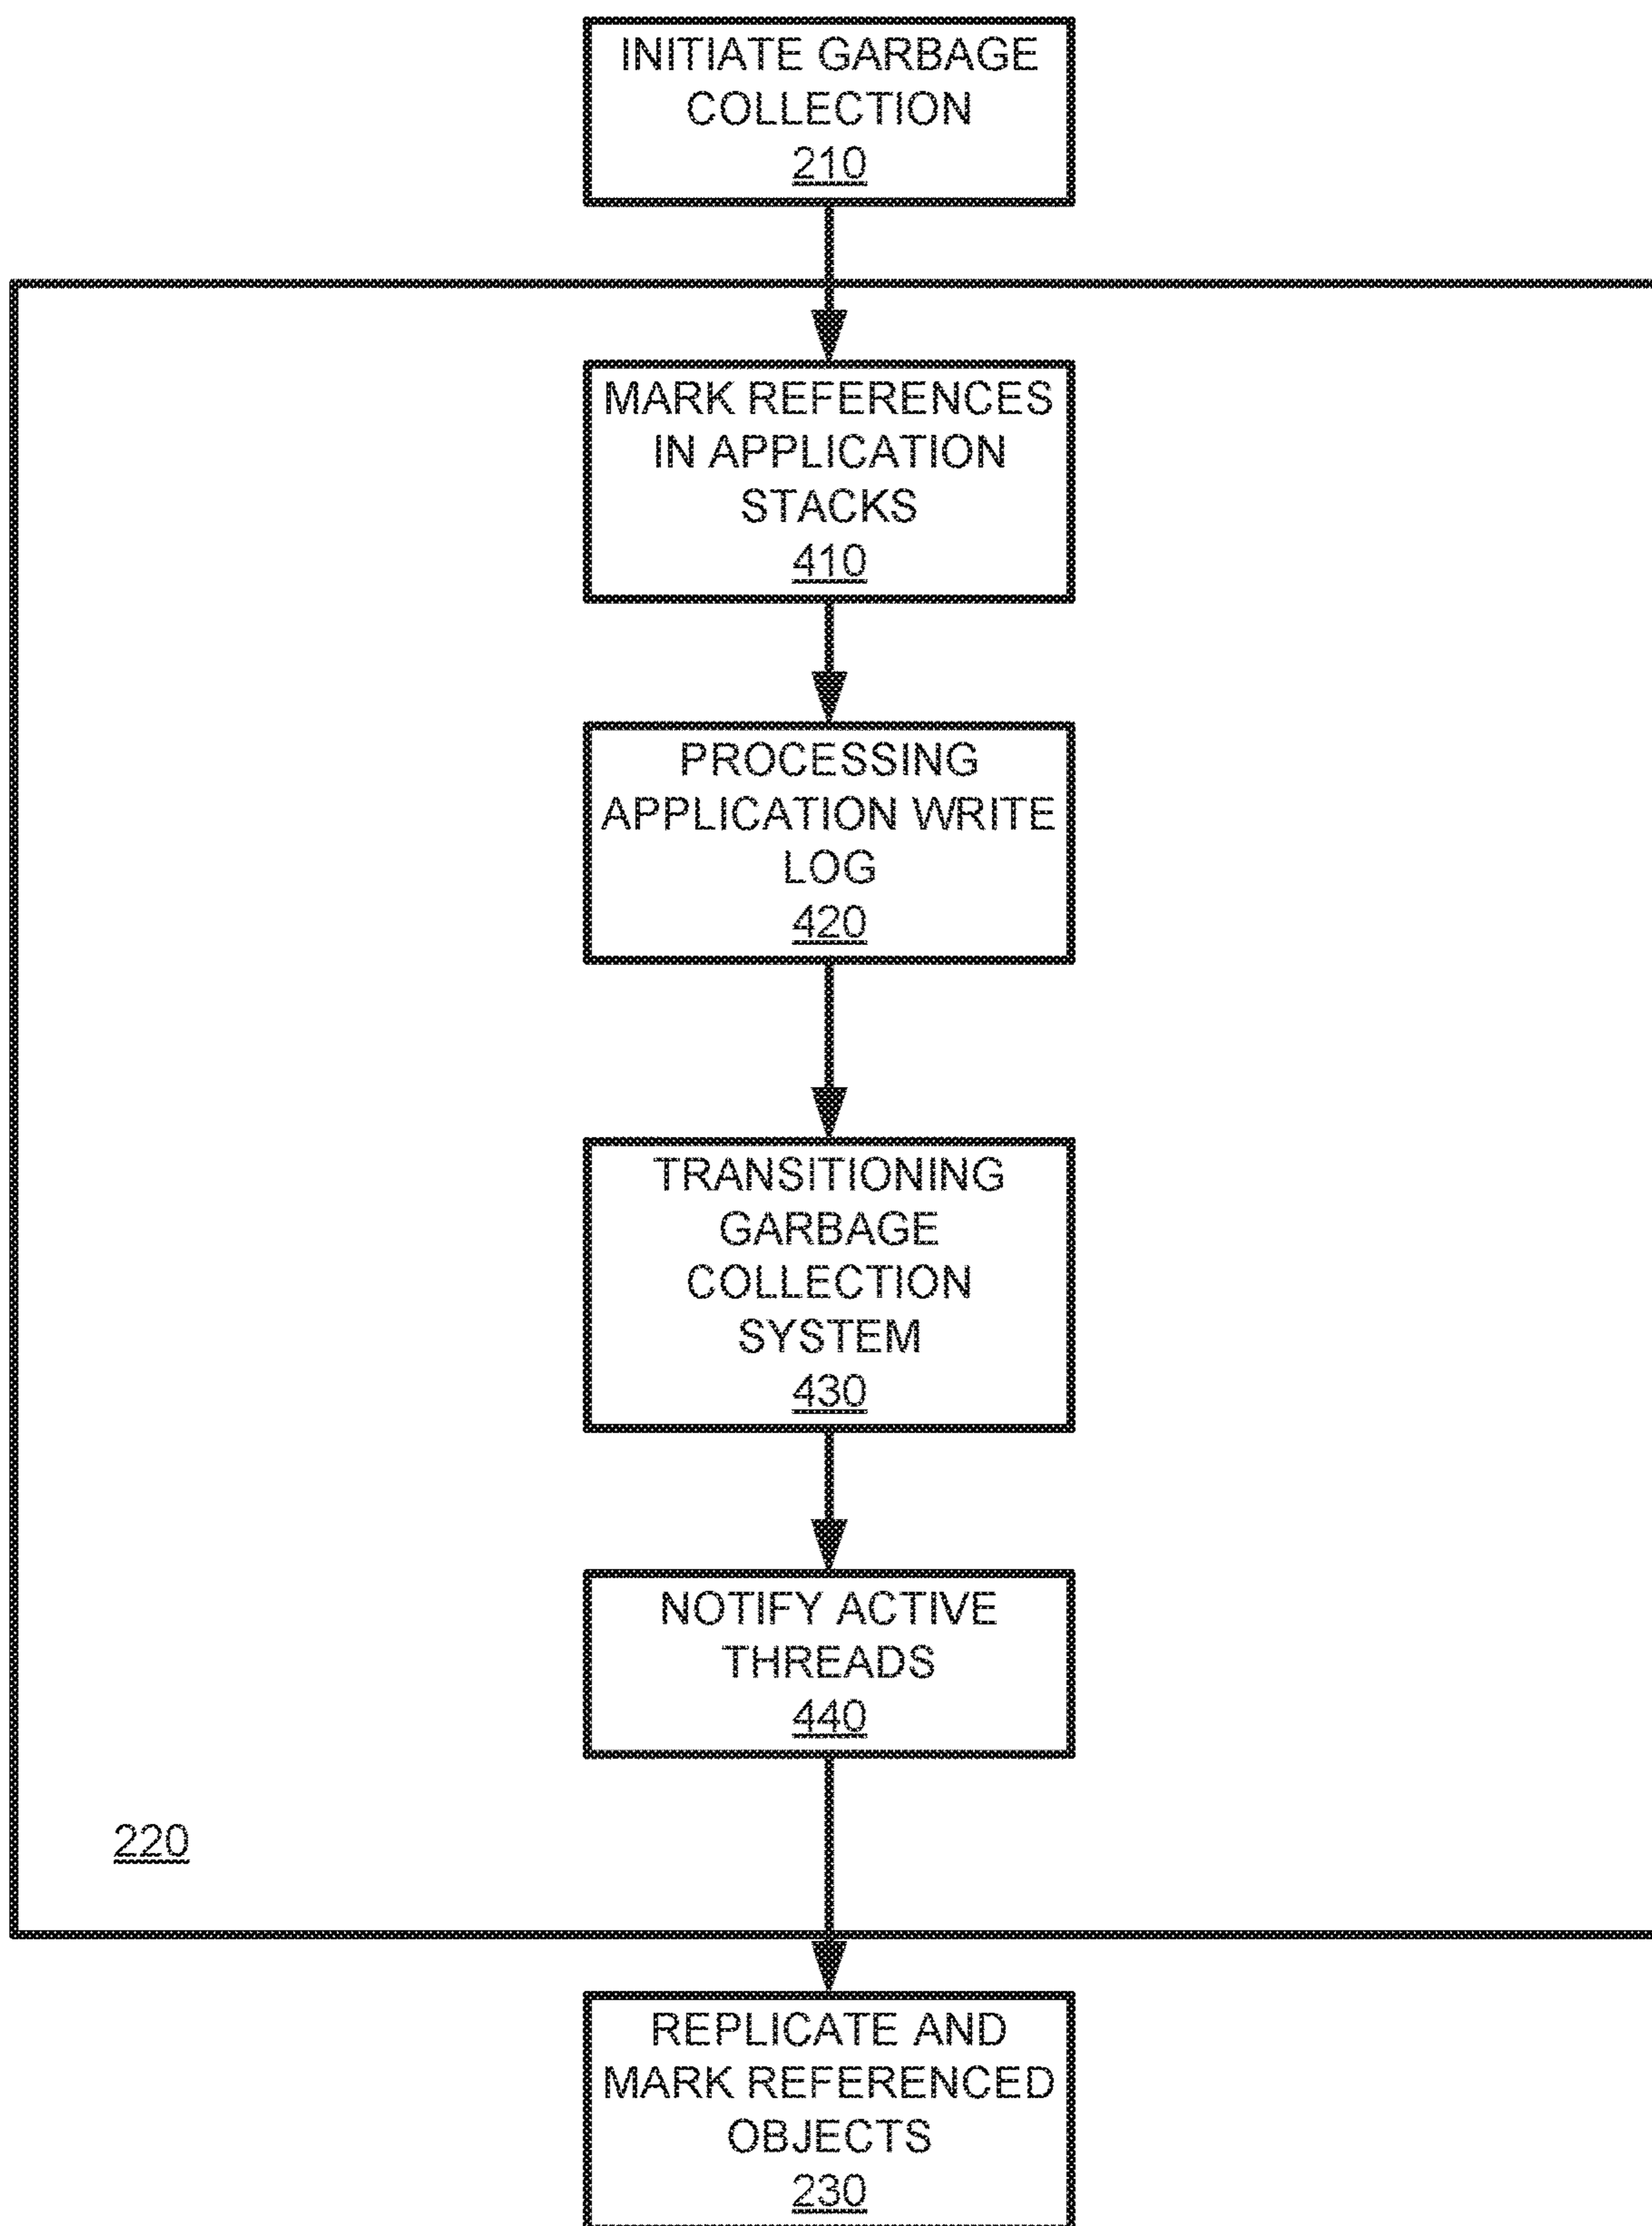 INITIATE GARBAGE
COLLECTION
210
MARK REFERENCES
IN APPLICATION
STACKS
410
PROCESSING
APPLICATION WRITE
LOG
420
TRANSITIONING
GARBAGE
COLLECTION
SYSTEM
430
NOTIFY ACTIVE
THREADS
440
220
REPLICATE AND
MARK REFERENCED
OBJECTS
230